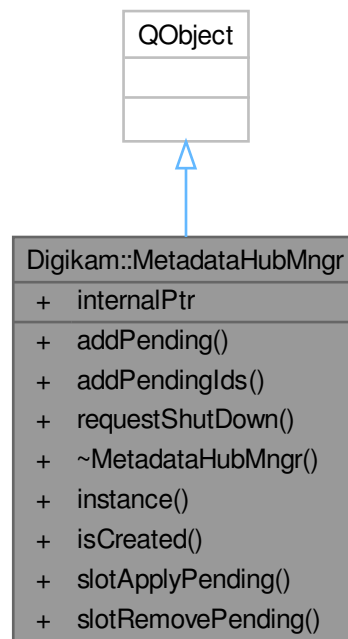 QObject
Digikam::MetadataHubMngr
+ internalPtr
+ addPending()
+ addPendingIds()
+ requestShutDown()
+ ~MetadataHubMngr()
+ instance()
+ isCreated()
+ slotApplyPending()
+ slotRemovePending()